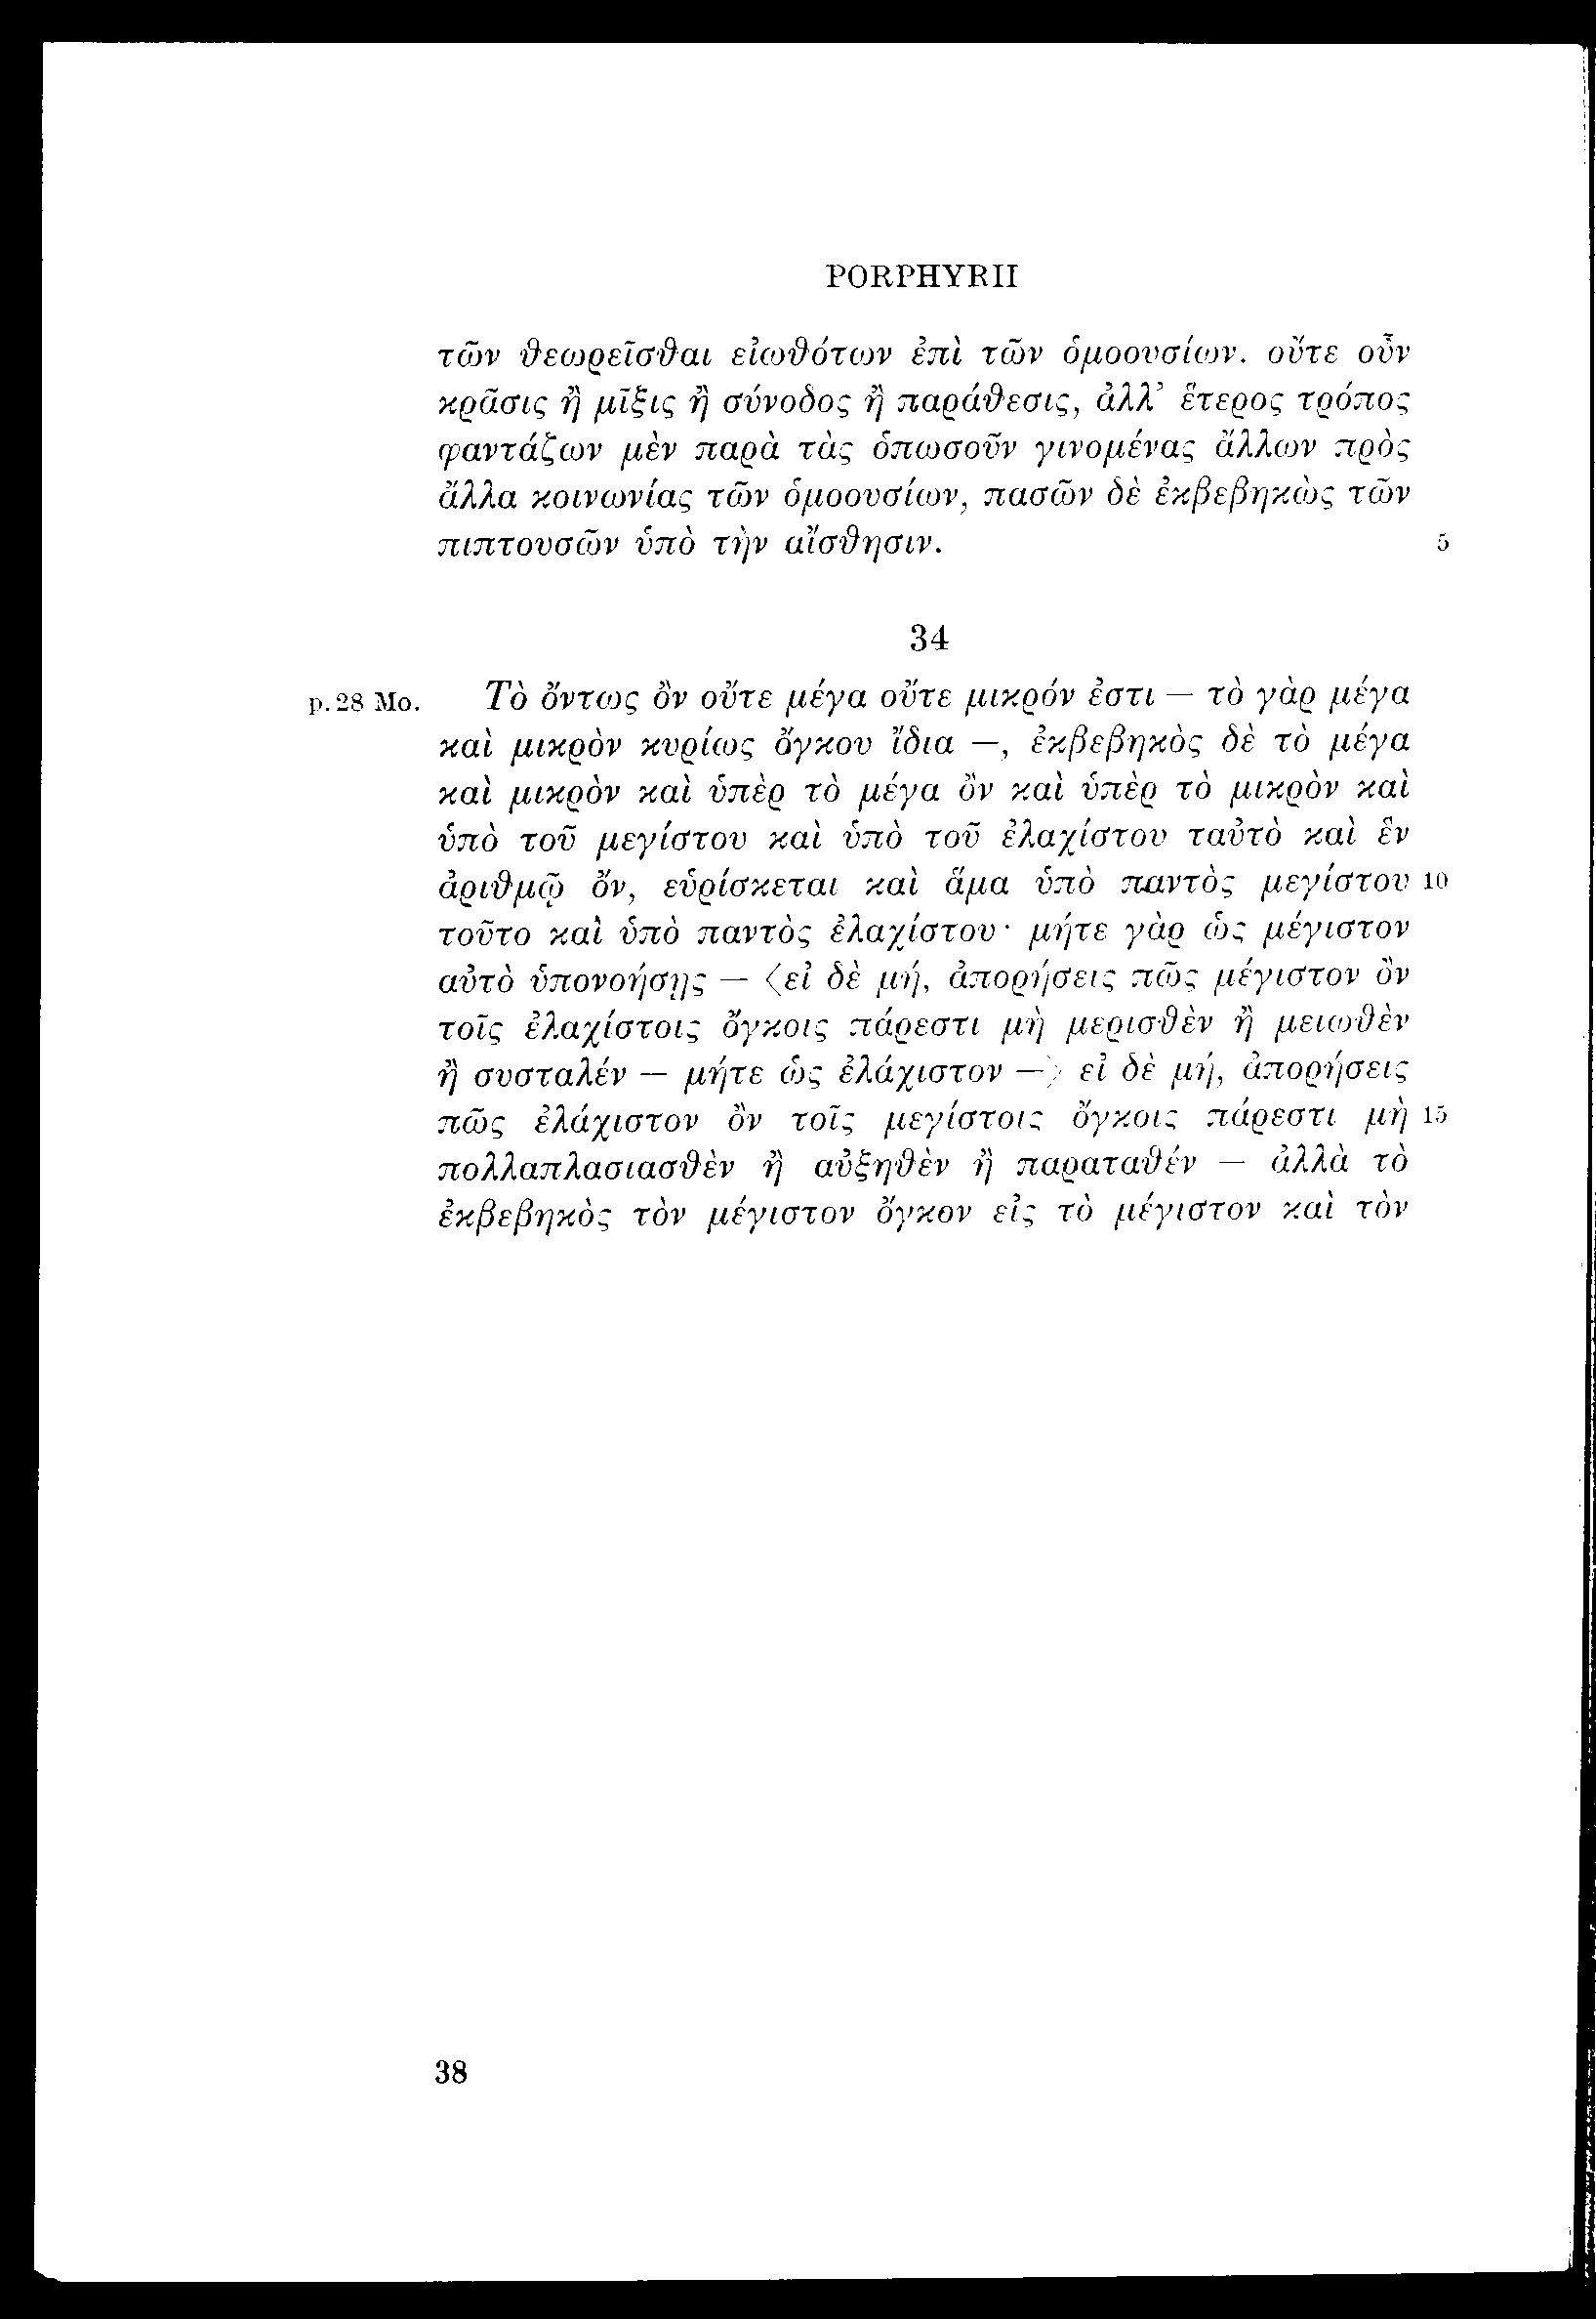 PORPHYRII
τῶν θεωρεῖσθαι εἰωθότων ἐπὶ τῶν ὁμοουσίων. οὔτε οὖν
κρᾶσις ἢ μῖξις ἢ σύνοδος ἢ παράθεσις, ἀλλ’ ἕτερος τρόπος
φαντάζων μὲν παρὰ τὰς ὁπωσοῦν γινομένας ἄλλων πρὸς
ἄλλα κοινωνίας τῶν ὁμοουσίων, πασῶν δὲ ἐκβεβηκὼς τῶν
πιπτουσῶν ὑπὸ τὴν αἴσθησιν. 5
34
p. 28 Mo. Τὸ ὄντως ὂν οὔτε μέγα οὔτε μικρόν ἐστι — τὸ γὰρ μέγα
καὶ μικρὸν κυρίως ὄγκου ἴδια —, ἐκβεβηκὸς δὲ τὸ μέγα
καὶ μικρὸν καὶ ὑπὲρ τὸ μέγα ὂν καὶ ὑπὲρ τὸ μικρὸν καὶ
ὑπὸ τοῦ μεγίστου καὶ ὑπὸ τοῦ ἐλαχίστου ταὐτὸ καὶ ἓν
ἀριθμῷ ὄν, εὑρίσκεται καὶ ἅμα ὑπὸ παντὸς μεγίστου 10
τοῦτο καὶ ὑπὸ παντὸς ἐλαχίστου· μήτε γὰρ ὡς μέγιστον
αὐτὸ ὑπονοήσῃς — ⟨εἰ δὲ μή, ἀπορήσεις πῶς μέγιστον ὂν
τοῖς ἐλαχίστοις ὄγκοις πάρεστι μὴ μερισθὲν ἢ μειωθὲν
ἢ συσταλέν — μήτε ὡς ἐλάχιστον —⟩ εἰ δὲ μή, ἀπορήσεις
πῶς ἐλάχιστον ὂν τοῖς μεγίστοις ὄγκοις πάρεστι μὴ 15
πολλαπλασιασθὲν ἢ αὐξηθὲν ἢ παραταθέν — ἀλλὰ τὸ
ἐκβεβηκὸς τὸν μέγιστον ὄγκον εἰς τὸ μέγιστον καὶ τὸν
38